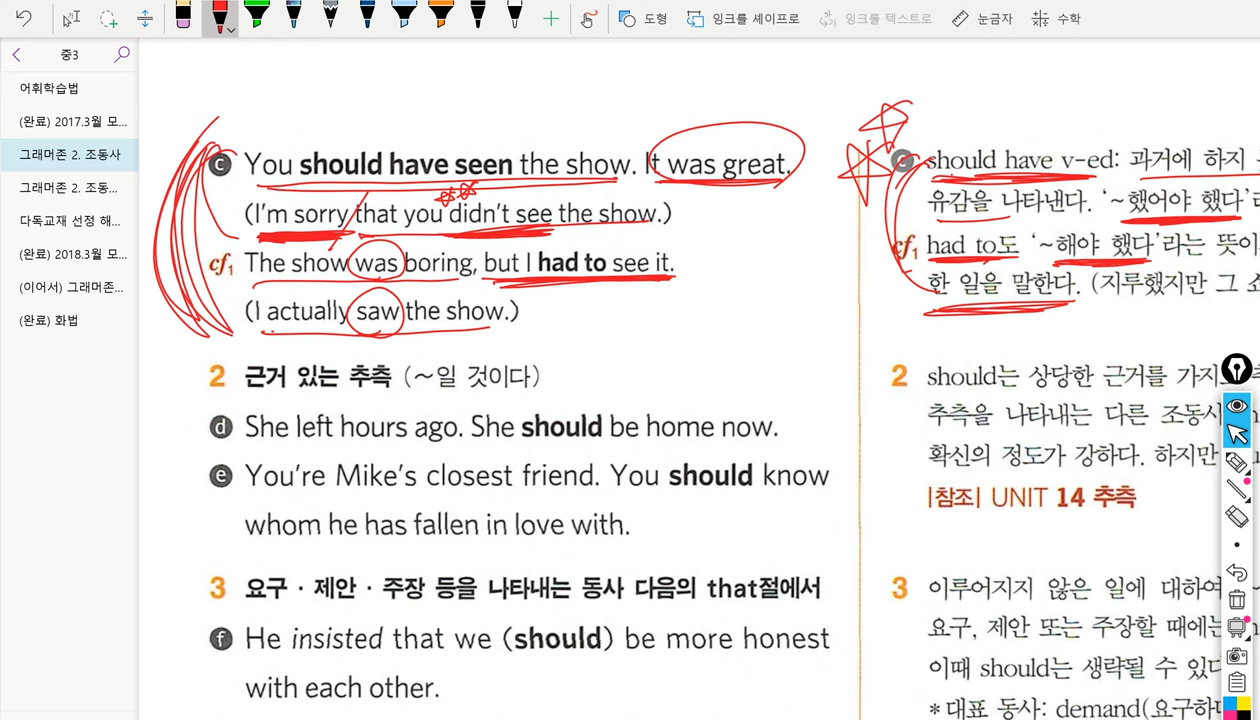 도형
잉크를 셰이프로
잉크를 텍스트로
눈금자
수학
중3
어휘학습법
(완료) 2017.3월 모...
그래머존 2. 조동사
그래머존 2. 조동...
다독교재 선정 해...
(완료) 2018.3월 모...
(이어서) 그래머존...
(완료) 화법
c You should have seen the show. It was great.
(I'm sorry that you didn't see the show.)
cf1 The show was boring, but I had to see it.
(I actually saw the show.)
2 근거 있는 추측 (~일 것이다)
d She left hours ago. She should be home now.
e You're Mike's closest friend. You should know
whom he has fallen in love with.
3 요구 · 제안 · 주장 등을 나타내는 동사 다음의 that절에서
f He insisted that we (should) be more honest
with each other.
should have v-ed: 과거에 하지
유감을 나타낸다. '~했어야 했다'
cf1 had to도 '~해야 했다'라는 뜻이
한 일을 말한다. (지루했지만 그
2 should는 상당한 근거를 가지
추측을 나타내는 다른 조동사
확신의 정도가 강하다. 하지만
|참조| UNIT 14 추측
3 이루어지지 않은 일에 대하여
요구, 제안 또는 주장할 때에는
이때 should는 생략될 수 있다
*대표 동사: demand(요구하